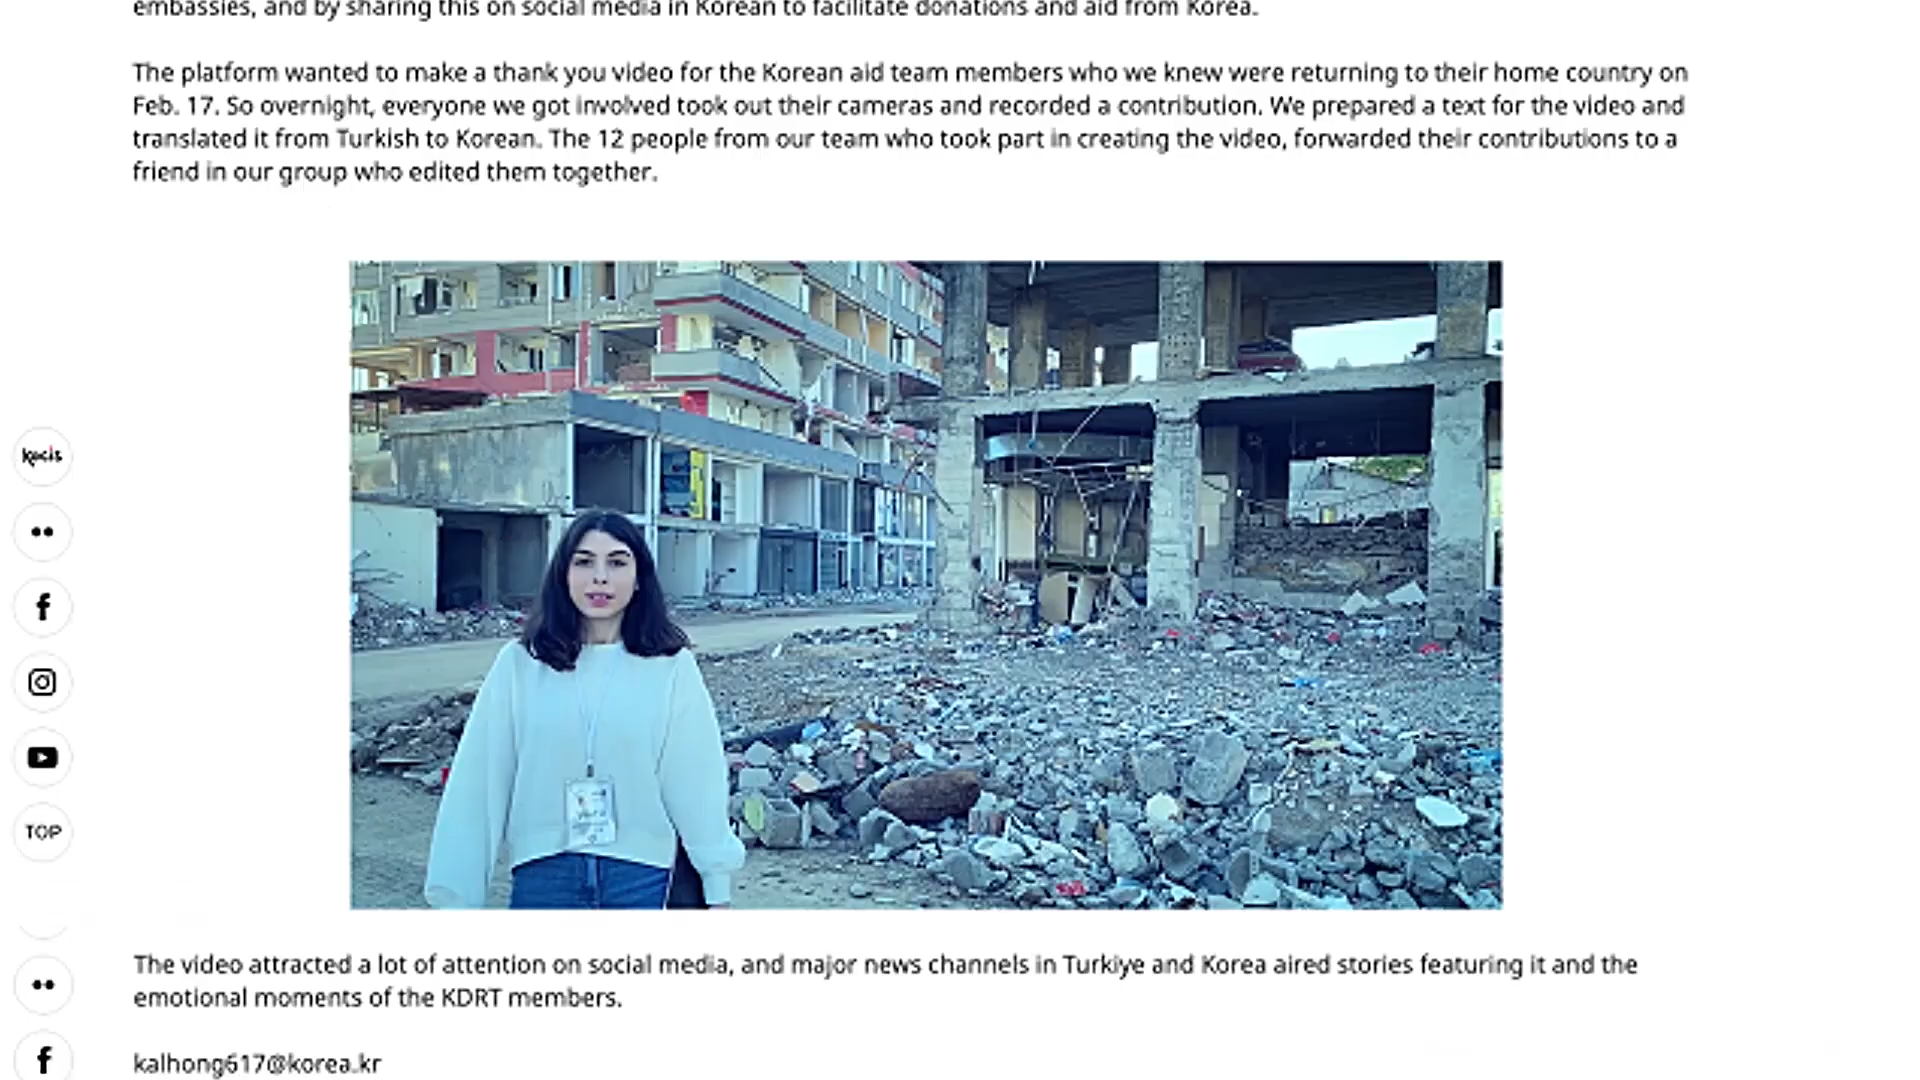 embassies, and by sharing this on social media in Korean to facilitate donations and aid from Korea.
The platform wanted to make a thank you video for the Korean aid team members who we knew were returning to their home country on
Feb. 17. So overnight, everyone we got involved took out their cameras and recorded a contribution. We prepared a text for the video and
translated it from Turkish to Korean. The 12 people from our team who took part in creating the video, forwarded their contributions to a
friend in our group who edited them together.
kocis
TOP
The video attracted a lot of attention on social media, and major news channels in Turkiye and Korea aired stories featuring it and the
emotional moments of the KDRT members.
kalhong617@korea.kr